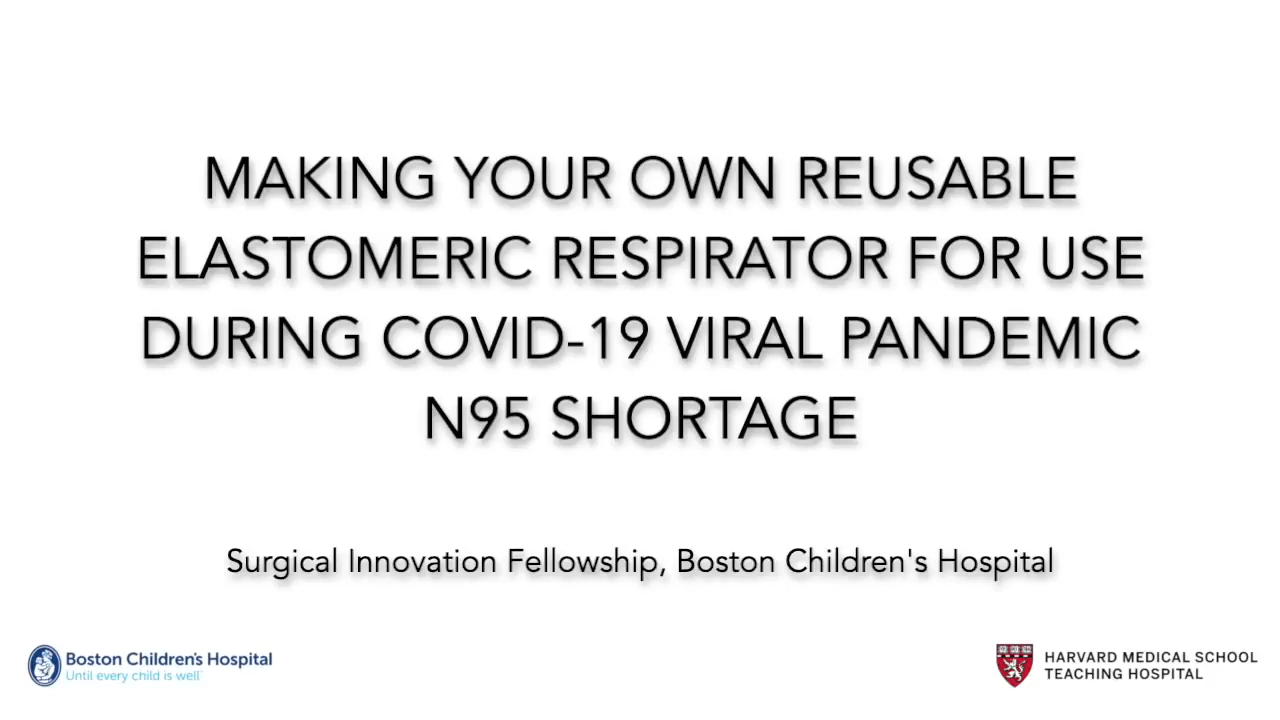 MAKING YOUR OWN REUSABLE
ELASTOMERIC RESPIRATOR FOR USE
DURING COVID-19 VIRAL PANDEMIC
N95 SHORTAGE
Surgical Innovation Fellowship, Boston Children's Hospital
Boston Children's Hospital
Until every child is well™
HARVARD MEDICAL SCHOOL
TEACHING HOSPITAL